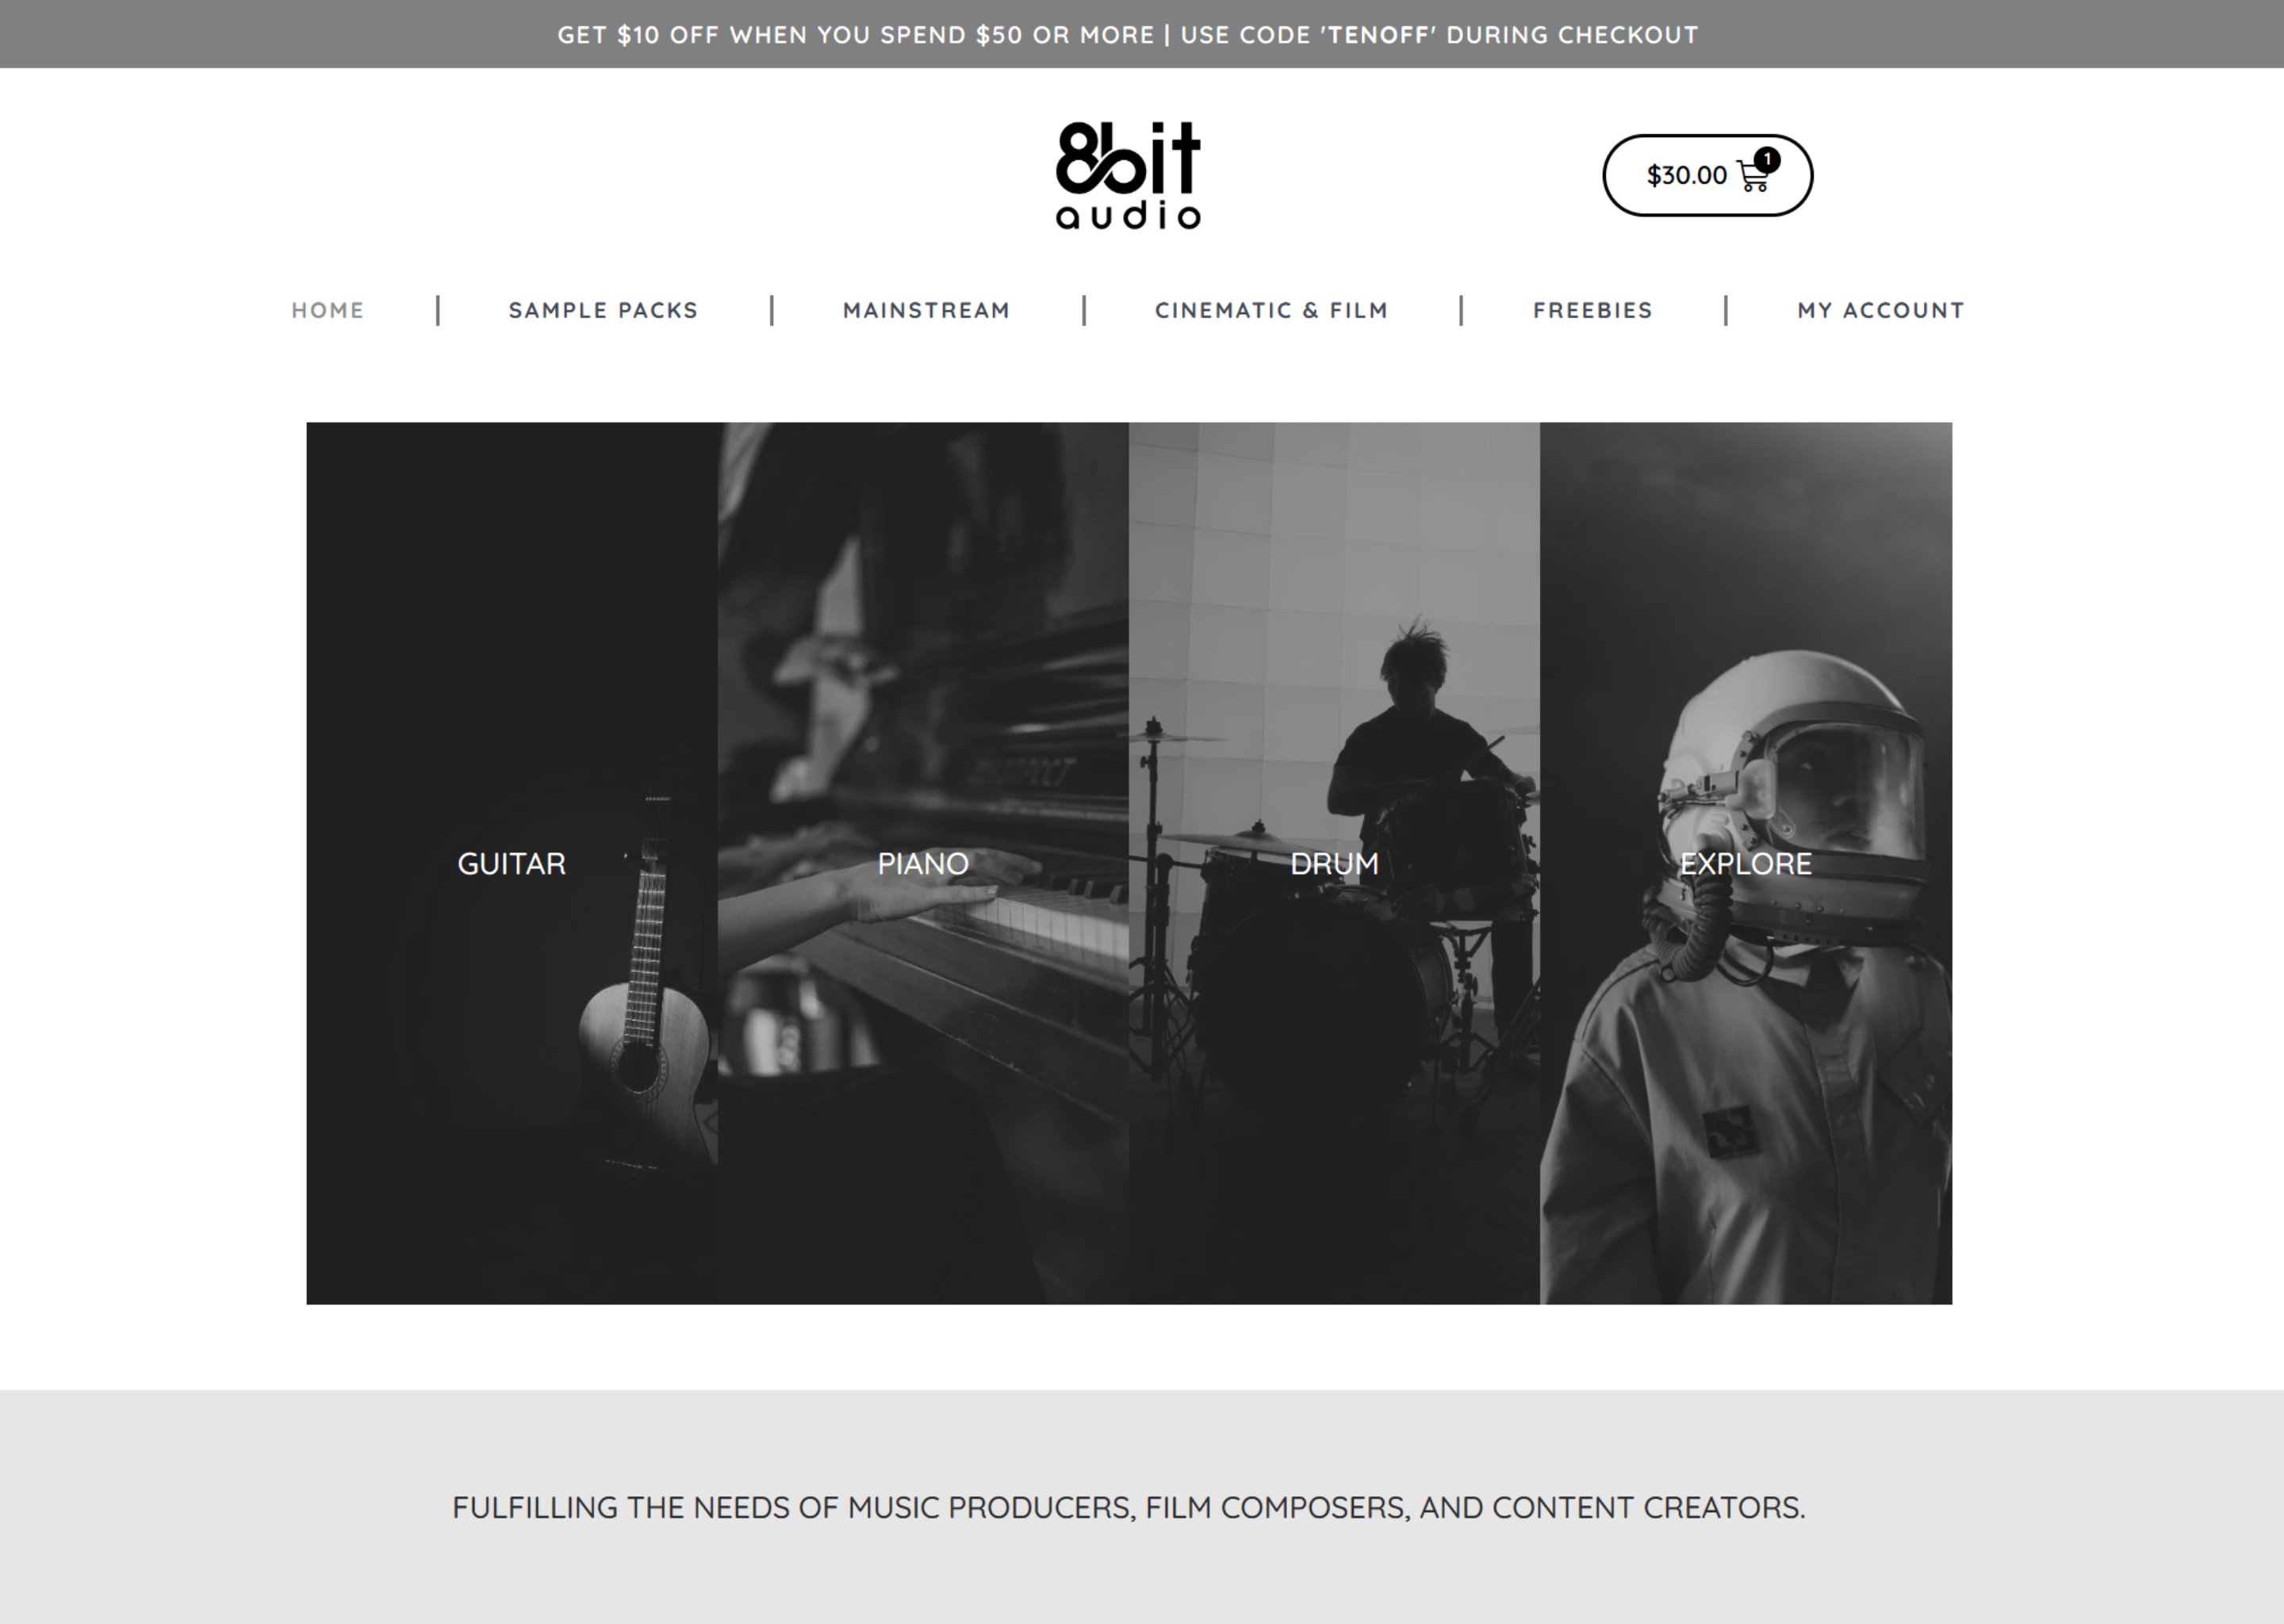 GET $10 OFF WHEN YOU SPEND $50 OR MORE | USE CODE 'TENOFF' DURING CHECKOUT
8bit
audio
$30.00 1
HOME | SAMPLE PACKS | MAINSTREAM | CINEMATIC & FILM | FREEBIES | MY ACCOUNT
GUITAR PIANO DRUM EXPLORE
FULFILLING THE NEEDS OF MUSIC PRODUCERS, FILM COMPOSERS, AND CONTENT CREATORS.